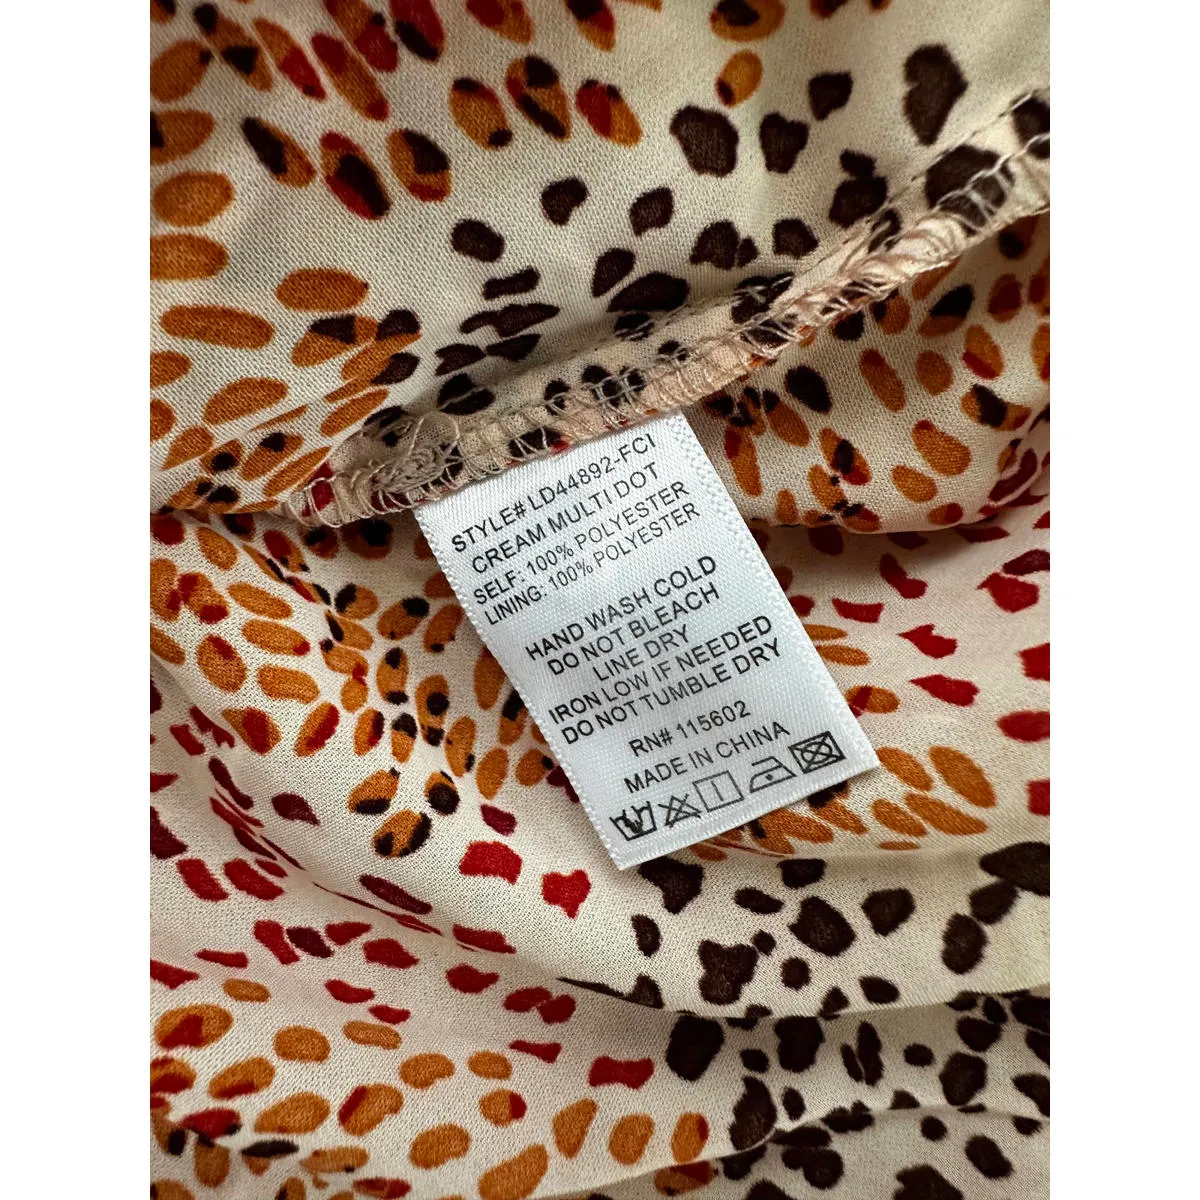 STYLE# LD44892-FCI
CREAM MULTI DOT
SELF: 100% POLYESTER
LINING: 100% POLYESTER
HAND WASH COLD
DO NOT BLEACH
LINE DRY
IRON LOW IF NEEDED
DO NOT TUMBLE DRY
RN# 115602
MADE IN CHINA